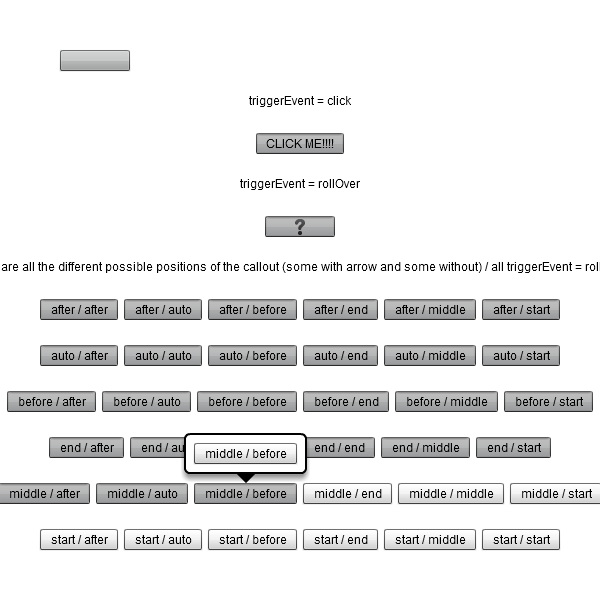 triggerEvent = click
CLICK ME!!!!
triggerEvent = rollOver
?
are all the different possible positions of the callout (some with arrow and some without) / all triggerEvent =
after / after after / auto after / before after / end after / middle after / start
auto / after auto / auto auto / before auto / end auto / middle auto / start
before / after before / auto before / before before / end before / middle before / start
end / after end / end / end end / middle end / start
middle / before
middle / after middle / auto middle / before middle / end middle / middle middle / start
start / after start / auto start / before start / end start / middle start / start